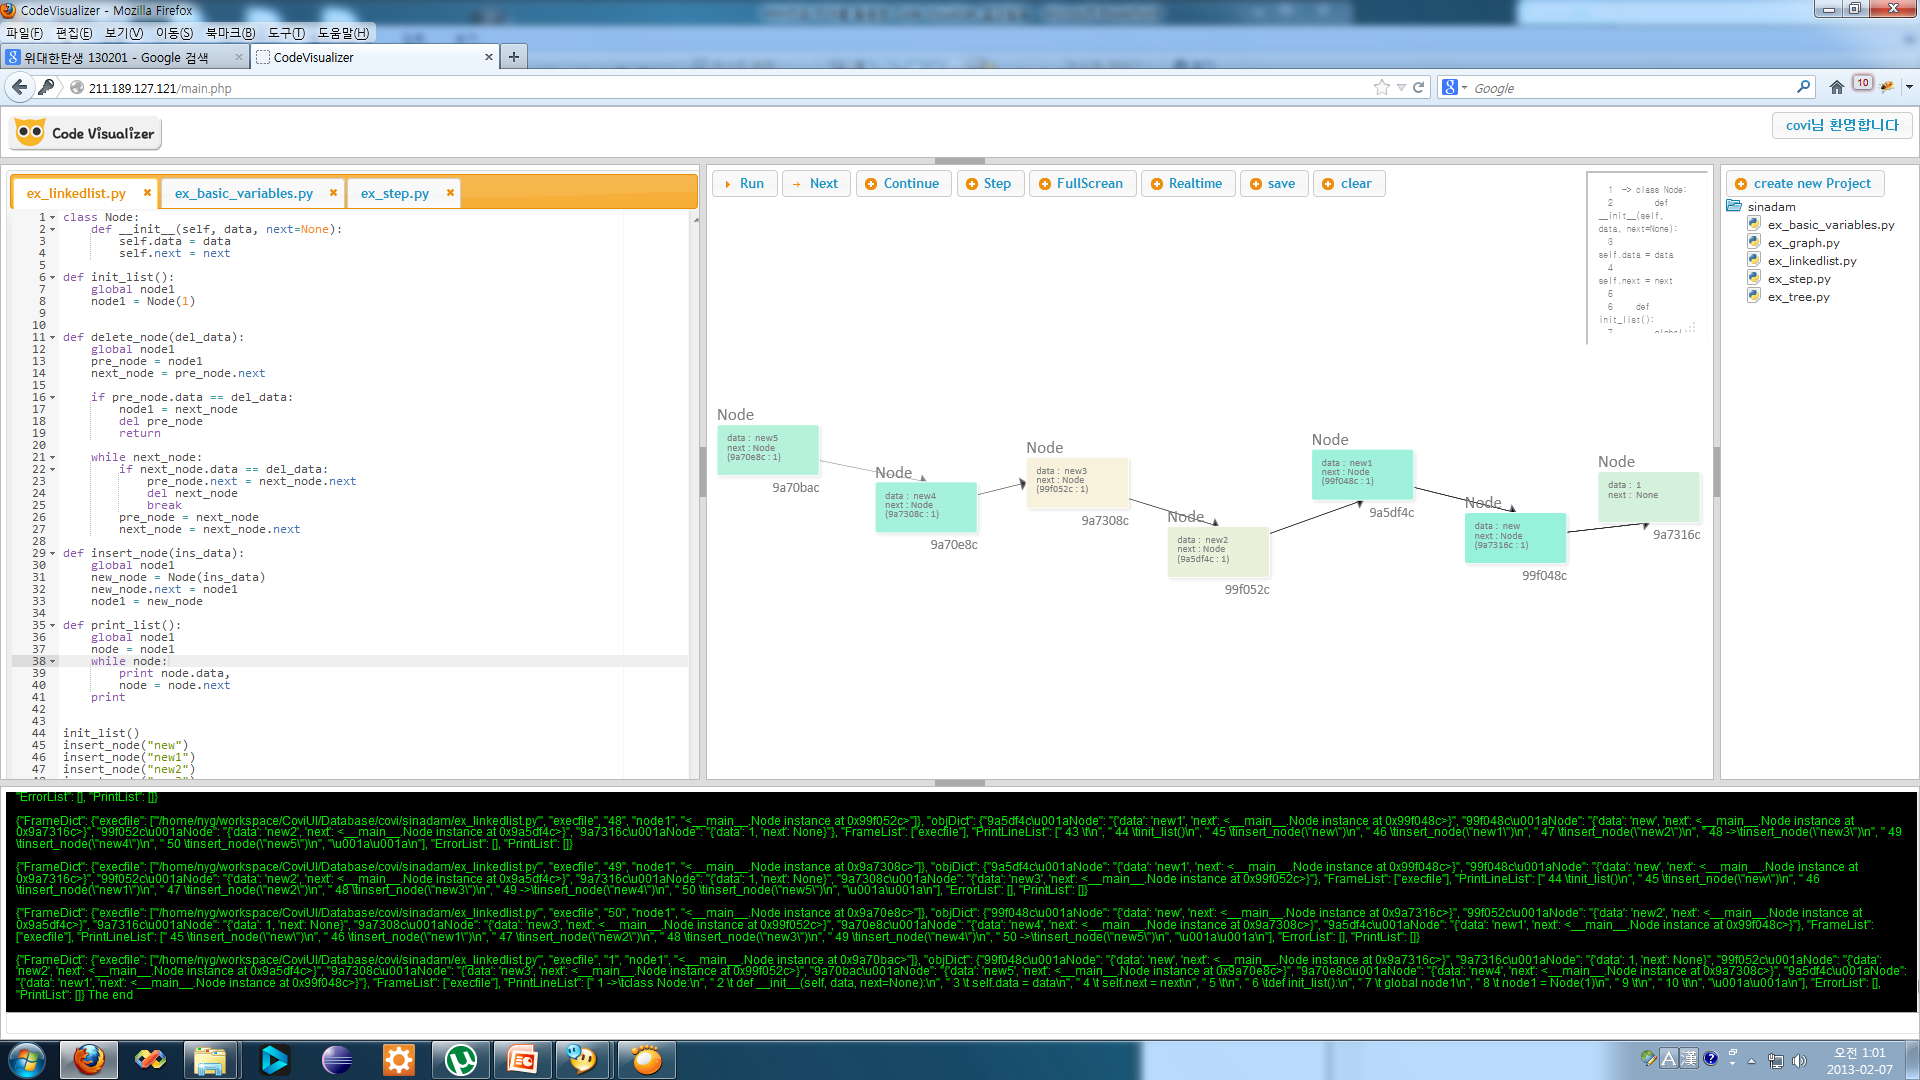 CodeVisualizer - Mozilla Firefox
파일(F) 편집(E) 보기(V) 이동(S) 북마크(B) 도구(T) 도움말(H)
위대한탄생 130201 - Google 검색
CodeVisualizer
211.189.127.121/main.php
Google
10
Code Visualizer
covi님 환영합니다
ex_linkedlist.py
ex_basic_variables.py
ex_step.py
1 class Node:
2 def __init__(self, data, next=None):
3 self.data = data
4 self.next = next
5
6 def init_list():
7 global node1
8 node1 = Node(1)
9
10
11 def delete_node(del_data):
12 global node1
13 pre_node = node1
14 next_node = pre_node.next
15
16 if pre_node.data == del_data:
17 node1 = next_node
18 del pre_node
19 return
20
21 while next_node:
22 if next_node.data == del_data:
23 pre_node.next = next_node.next
24 del next_node
25 break
26 pre_node = next_node
27 next_node = next_node.next
28
29 def insert_node(ins_data):
30 global node1
31 new_node = Node(ins_data)
32 new_node.next = node1
33 node1 = new_node
34
35 def print_list():
36 global node1
37 node = node1
38 while node:
39 print node.data,
40 node = node.next
41 print
42
43
44 init_list()
45 insert_node("new")
46 insert_node("new1")
47 insert_node("new2")
Run Next Continue Step FullScrean Realtime save clear
1 -> class Node:
2 def
__init__(self,
data, next=None):
3
self.data = data
4
self.next = next
5
6 def
init_list():
7 global
Node
data : new5
next : Node
(9a70e8c : 1)
9a70bac
Node
data : new4
next : Node
(9a7308c : 1)
9a70e8c
Node
data : new3
next : Node
(99f052c : 1)
9a7308c
Node
data : new2
next : Node
(9a5df4c : 1)
99f052c
Node
data : new1
next : Node
(99f048c : 1)
9a5df4c
Node
data : new
next : Node
(9a7316c : 1)
99f048c
Node
data : 1
next : None
9a7316c
create new Project
sinadam
ex_basic_variables.py
ex_graph.py
ex_linkedlist.py
ex_step.py
ex_tree.py
"ErrorList": [], "PrintList": []}
{"FrameDict": {"execfile": ["/home/nyg/workspace/CoviUI/Database/covi/sinadam/ex_linkedlist.py", "execfile", "48", "node1", "<__main__.Node instance at 0x99f052c>"]}, "objDict": {"9a5df4c\u001aNode": "{'data': 'new1', 'next': <__main__.Node instance at 0x99f048c>}", "99f048c\u001aNode": "{'data': 'new', 'next': <__main__.Node instance at
0x9a7316c>}", "99f052c\u001aNode": "{'data': 'new2', 'next': <__main__.Node instance at 0x9a5df4c>}", "9a7316c\u001aNode": "{'data': 1, 'next': None}"}, "FrameList": ["execfile"], "PrintLineList": [" 43 \t\n", " 44 \tinit_list()\n", " 45 \tinsert_node(\"new\")\n", " 46 \tinsert_node(\"new1\")\n", " 47 \tinsert_node(\"new2\")\n", " 48 ->\tinsert_node(\"new3\")\n", " 49
\tinsert_node(\"new4\")\n", " 50 \tinsert_node(\"new5\")\n", "\u001a\u001a\n"], "ErrorList": [], "PrintList": []}
{"FrameDict": {"execfile": ["/home/nyg/workspace/CoviUI/Database/covi/sinadam/ex_linkedlist.py", "execfile", "49", "node1", "<__main__.Node instance at 0x9a7308c>"]}, "objDict": {"9a5df4c\u001aNode": "{'data': 'new1', 'next': <__main__.Node instance at 0x99f048c>}", "99f048c\u001aNode": "{'data': 'new', 'next': <__main__.Node instance at
0x9a7316c>}", "99f052c\u001aNode": "{'data': 'new2', 'next': <__main__.Node instance at 0x9a5df4c>}", "9a7316c\u001aNode": "{'data': 1, 'next': None}", "9a7308c\u001aNode": "{'data': 'new3', 'next': <__main__.Node instance at 0x99f052c>}"}, "FrameList": ["execfile"], "PrintLineList": [" 44 \tinit_list()\n", " 45 \tinsert_node(\"new\")\n", " 46
\tinsert_node(\"new1\")\n", " 47 \tinsert_node(\"new2\")\n", " 48 \tinsert_node(\"new3\")\n", " 49 ->\tinsert_node(\"new4\")\n", " 50 \tinsert_node(\"new5\")\n", "\u001a\u001a\n"], "ErrorList": [], "PrintList": []}
{"FrameDict": {"execfile": ["/home/nyg/workspace/CoviUI/Database/covi/sinadam/ex_linkedlist.py", "execfile", "50", "node1", "<__main__.Node instance at 0x9a70e8c>"]}, "objDict": {"99f048c\u001aNode": "{'data': 'new', 'next': <__main__.Node instance at 0x9a7316c>}", "99f052c\u001aNode": "{'data': 'new2', 'next': <__main__.Node instance at
0x9a5df4c>}", "9a7316c\u001aNode": "{'data': 1, 'next': None}", "9a7308c\u001aNode": "{'data': 'new3', 'next': <__main__.Node instance at 0x99f052c>}", "9a70e8c\u001aNode": "{'data': 'new4', 'next': <__main__.Node instance at 0x9a7308c>}", "9a5df4c\u001aNode": "{'data': 'new1', 'next': <__main__.Node instance at 0x99f048c>}"}, "FrameList":
["execfile"], "PrintLineList": [" 45 \tinsert_node(\"new\")\n", " 46 \tinsert_node(\"new1\")\n", " 47 \tinsert_node(\"new2\")\n", " 48 \tinsert_node(\"new3\")\n", " 49 \tinsert_node(\"new4\")\n", " 50 ->\tinsert_node(\"new5\")\n", "\u001a\u001a\n"], "ErrorList": [], "PrintList": []}
{"FrameDict": {"execfile": ["/home/nyg/workspace/CoviUI/Database/covi/sinadam/ex_linkedlist.py", "execfile", "1", "node1", "<__main__.Node instance at 0x9a70bac>"]}, "objDict": {"99f048c\u001aNode": "{'data': 'new', 'next': <__main__.Node instance at 0x9a7316c>}", "9a7316c\u001aNode": "{'data': 1, 'next': None}", "99f052c\u001aNode": "{'data':
'new2', 'next': <__main__.Node instance at 0x9a5df4c>}", "9a7308c\u001aNode": "{'data': 'new3', 'next': <__main__.Node instance at 0x99f052c>}", "9a70bac\u001aNode": "{'data': 'new5', 'next': <__main__.Node instance at 0x9a70e8c>}", "9a70e8c\u001aNode": "{'data': 'new4', 'next': <__main__.Node instance at 0x9a7308c>}", "9a5df4c\u001aNode":
"{'data': 'new1', 'next': <__main__.Node instance at 0x99f048c>}"}, "FrameList": ["execfile"], "PrintLineList": [" 1 ->\tclass Node:\n", " 2 \t def __init__(self, data, next=None):\n", " 3 \t self.data = data\n", " 4 \t self.next = next\n", " 5 \t\n", " 6 \tdef init_list():\n", " 7 \t global node1\n", " 8 \t node1 = Node(1)\n", " 9 \t\n", " 10 \t\n", "\u001a\u001a\n"], "ErrorList": [],
"PrintList": []} The end
A 漢
오전 1:01
2013-02-07